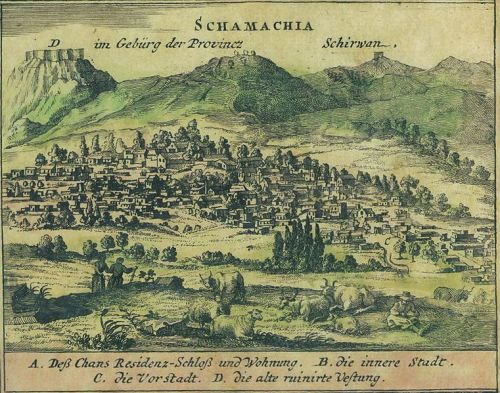 SCHAMACHIA
D im Gebürg der Provincz Schirwan.
A. Deß Chans Residenz-Schloß und Wohnung. B. die innere Stadt.
C. die Vorstadt. D. die alte ruinirte Vestung.